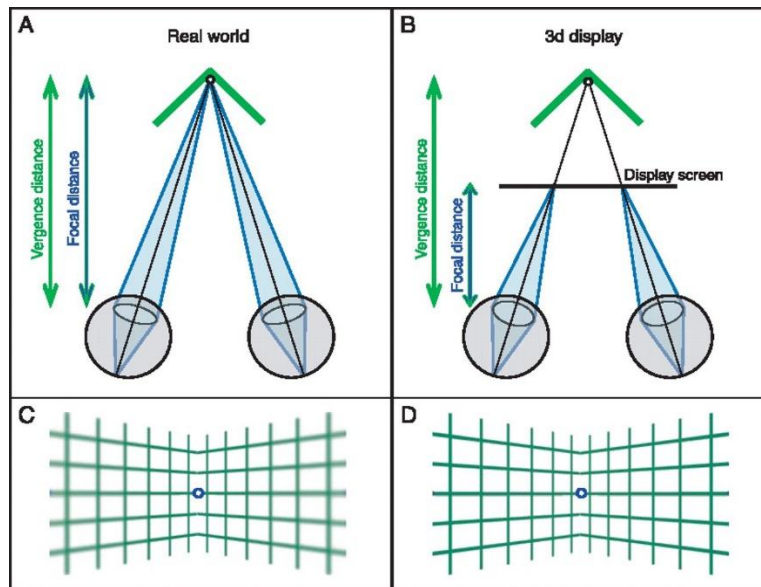 A
Real world
Vergence distance
Focal distance
B
3d display
Vergence distance
Focal distance
Display screen
C
D